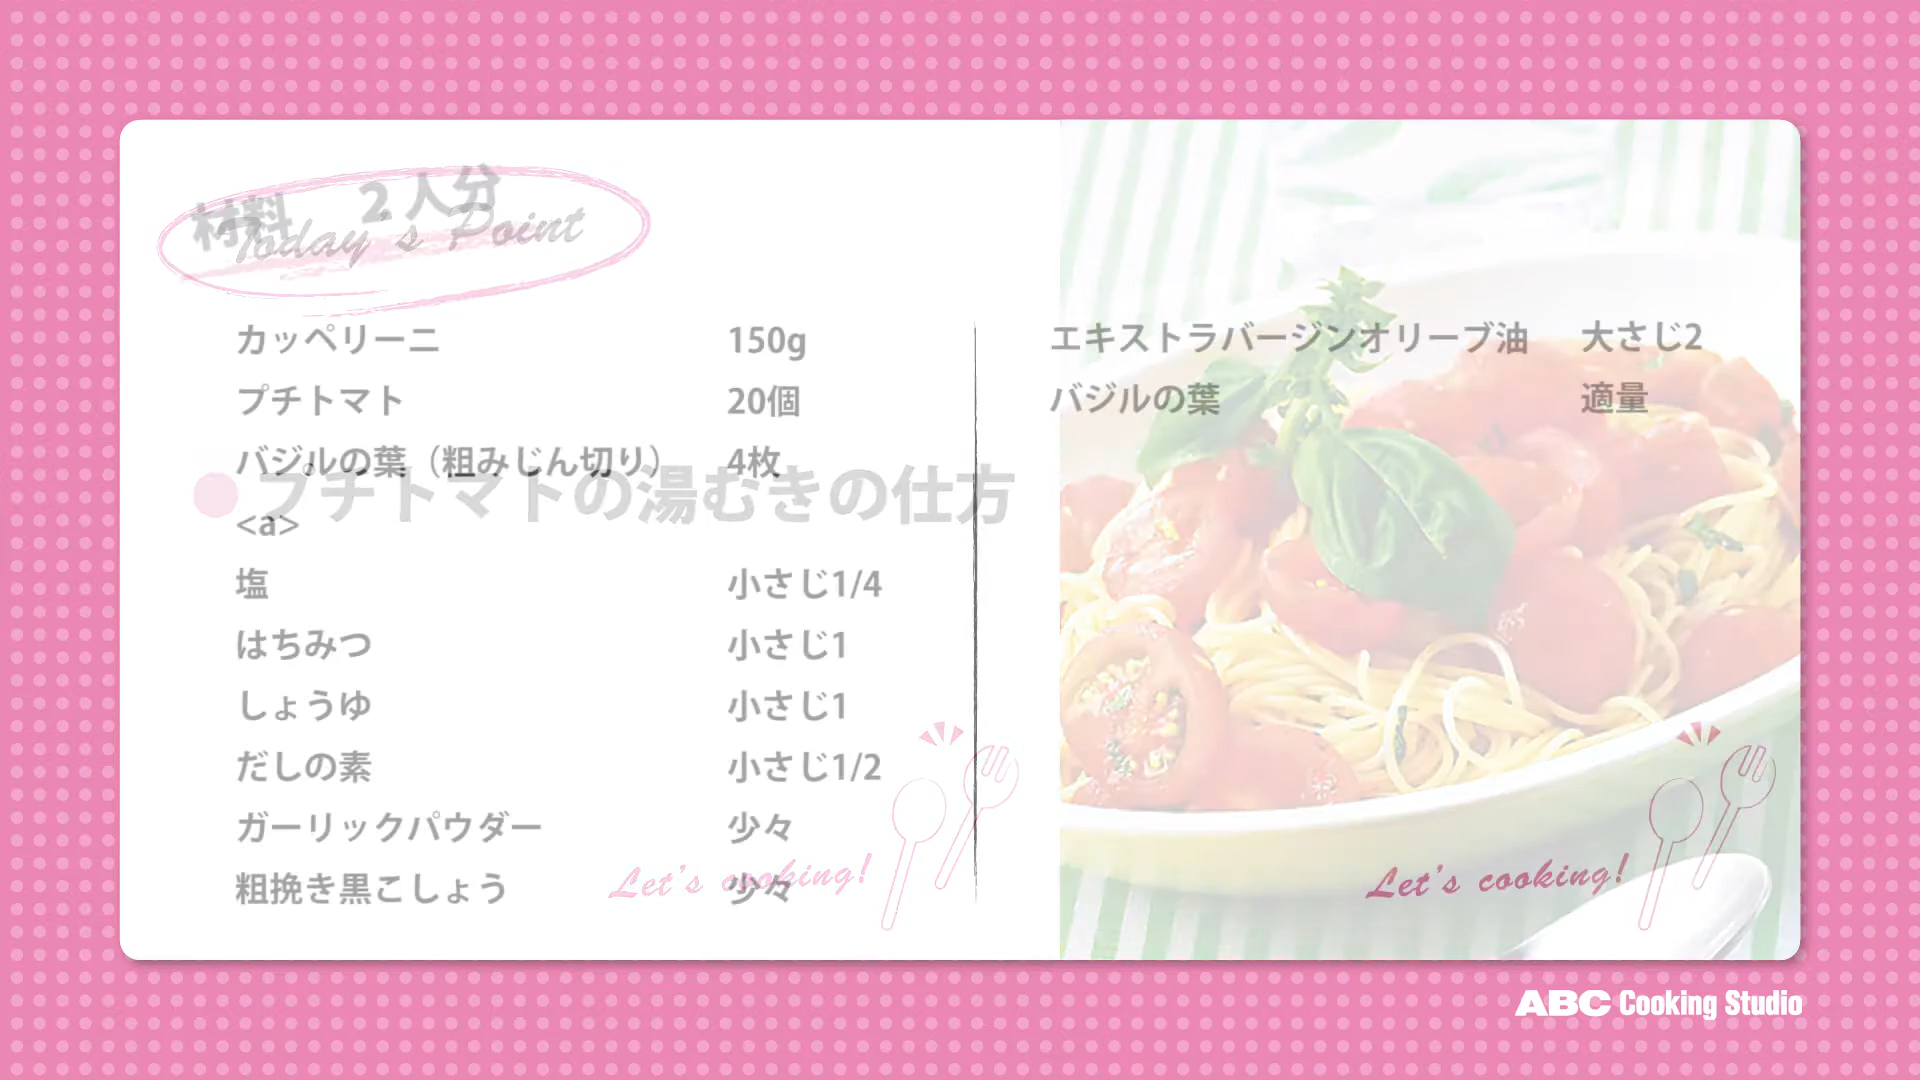 材料　２人分
Today's Point
カッペリーニ　150g
プチトマト　20個
バジルの葉（粗みじん切り）　4枚
プチトマトの湯むきの仕方
<a>
塩　小さじ1/4
はちみつ　小さじ1
しょうゆ　小さじ1
だしの素　小さじ1/2
ガーリックパウダー　少々
粗挽き黒こしょう　少々
エキストラバージンオリーブ油　大さじ2
バジルの葉　適量
Let's cooking!
Let's cooking!
ABC Cooking Studio